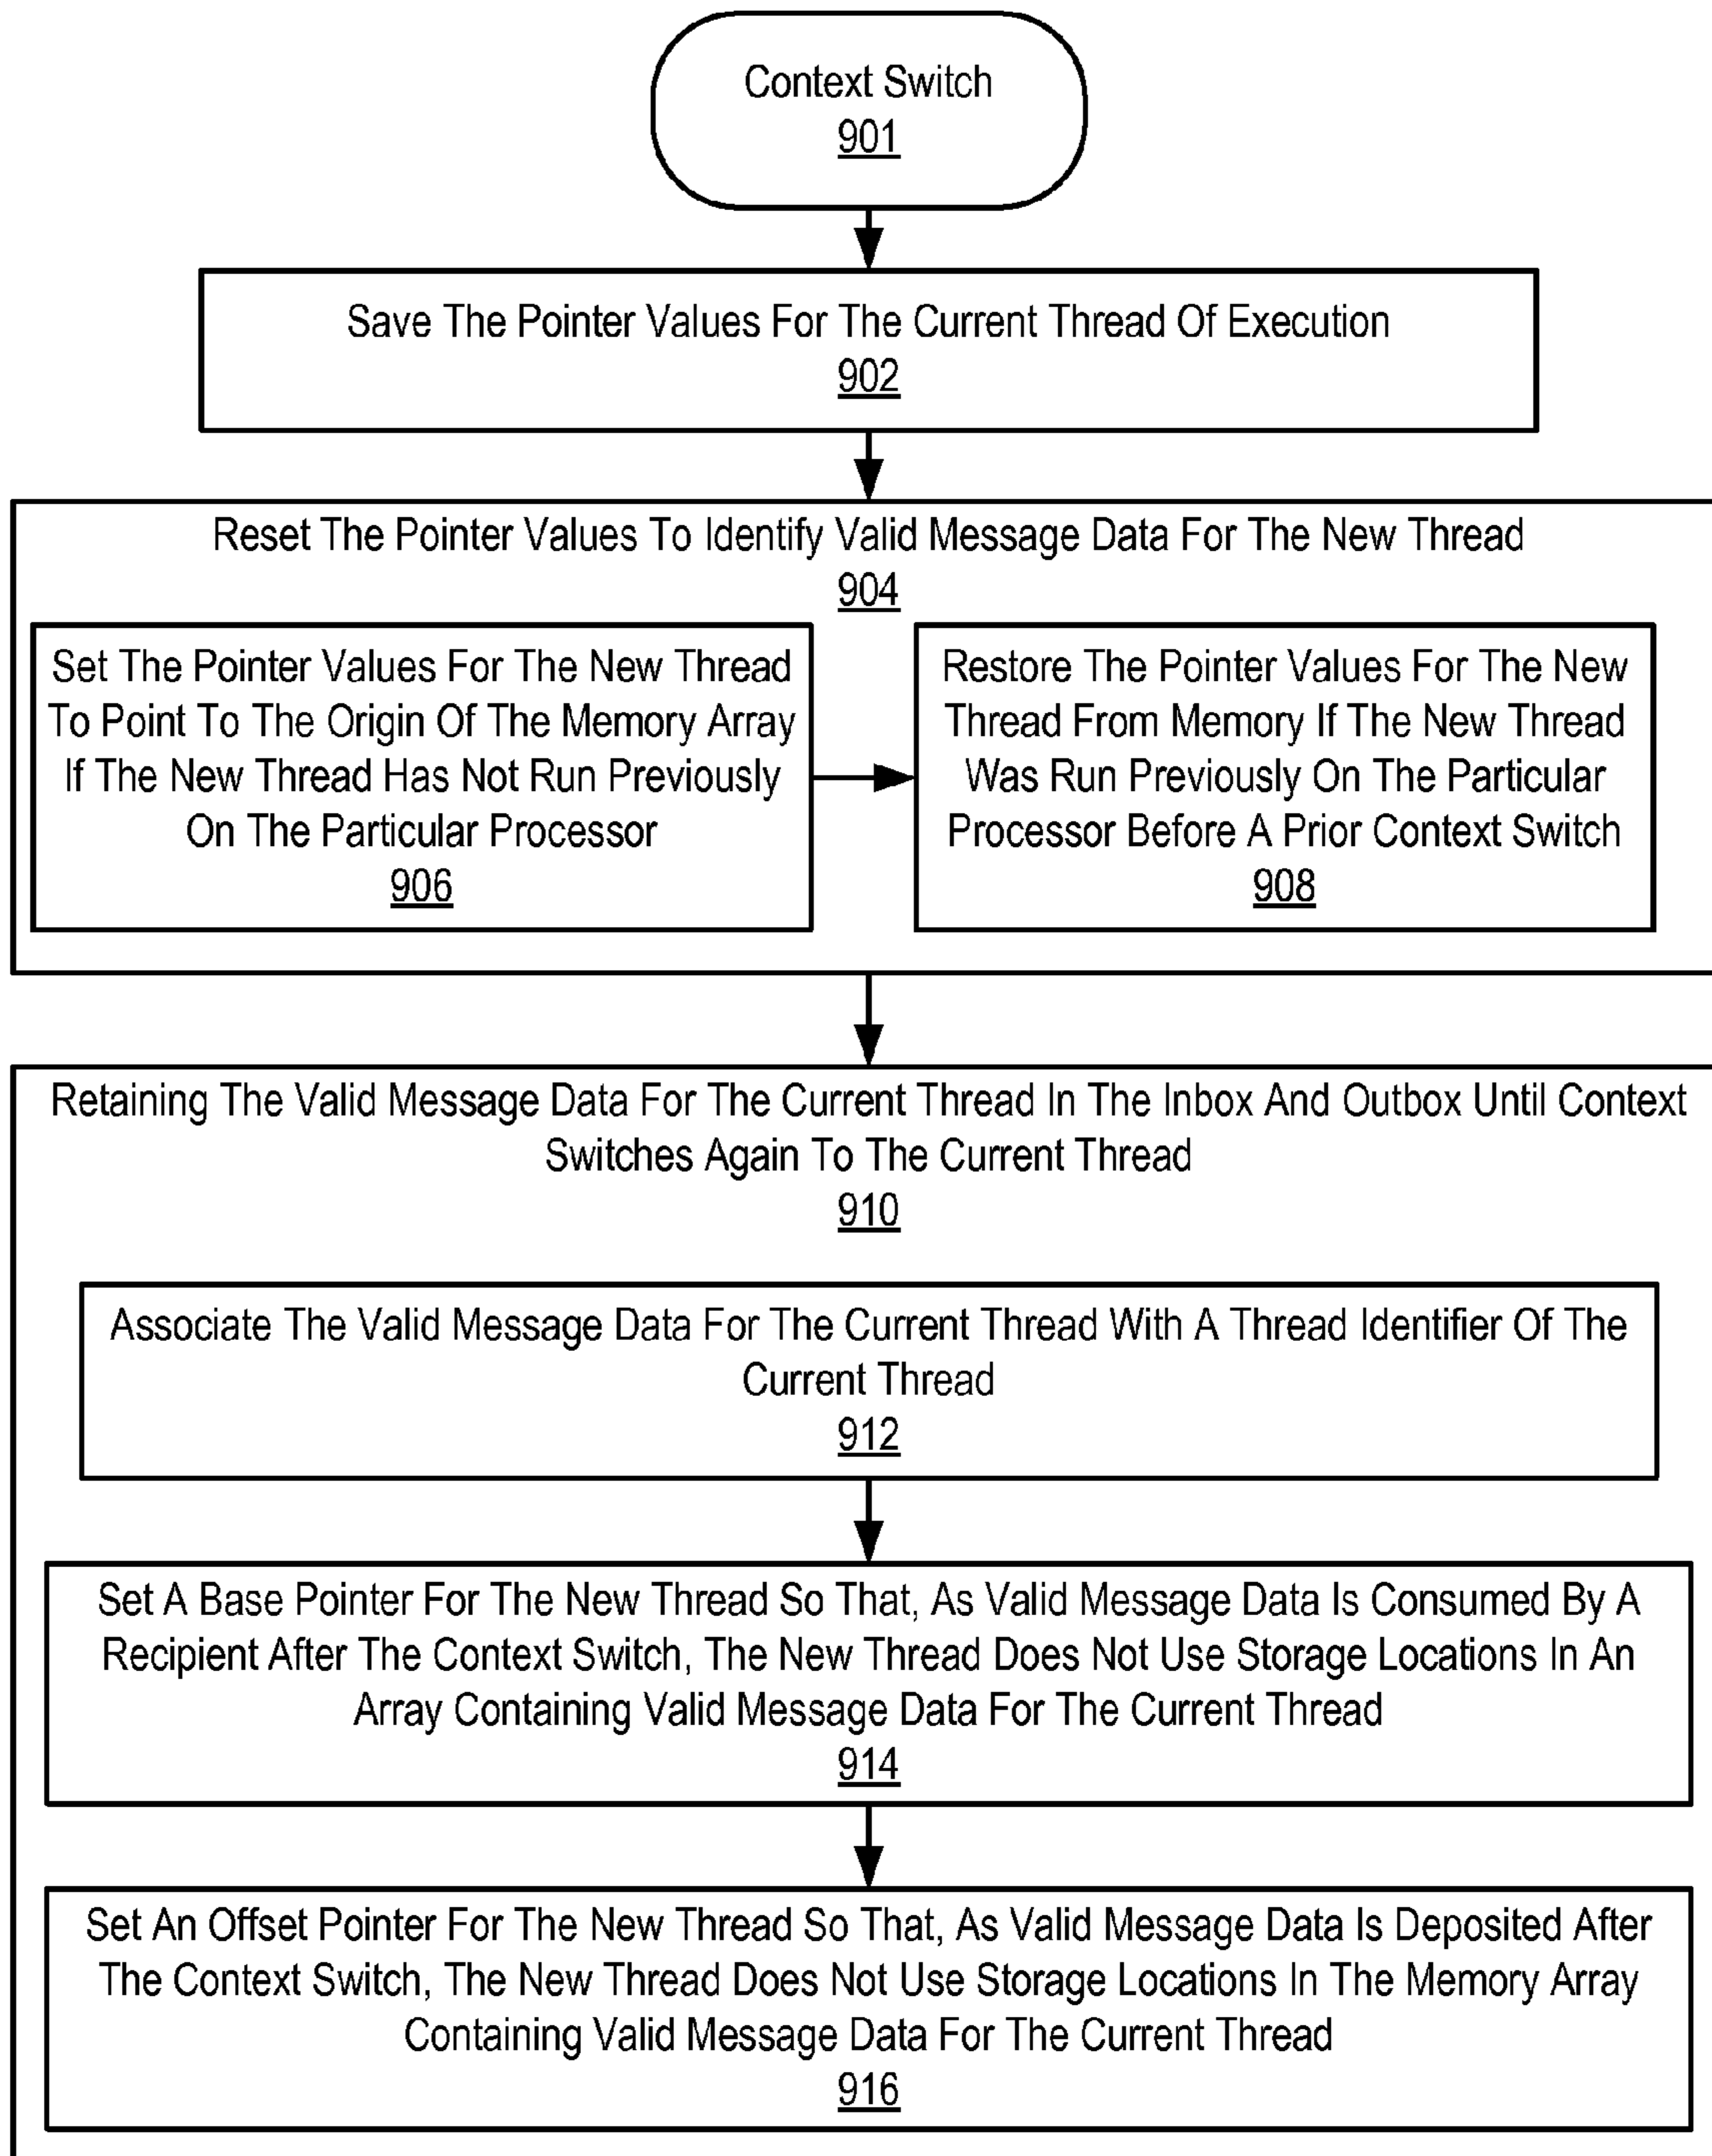 Context Switch
901
Save The Pointer Values For The Current Thread Of Execution
902
Reset The Pointer Values To Identify Valid Message Data For The New Thread
904
Set The Pointer Values For The New Thread
To Point To The Origin Of The Memory Array
If The New Thread Has Not Run Previously
On The Particular Processor
906
Restore The Pointer Values For The New
Thread From Memory If The New Thread
Was Run Previously On The Particular
Processor Before A Prior Context Switch
908
Retaining The Valid Message Data For The Current Thread In The Inbox And Outbox Until Context
Switches Again To The Current Thread
910
Associate The Valid Message Data For The Current Thread With A Thread Identifier Of The
Current Thread
912
Set A Base Pointer For The New Thread So That, As Valid Message Data Is Consumed By A
Recipient After The Context Switch, The New Thread Does Not Use Storage Locations In An
Array Containing Valid Message Data For The Current Thread
914
Set An Offset Pointer For The New Thread So That, As Valid Message Data Is Deposited After
The Context Switch, The New Thread Does Not Use Storage Locations In The Memory Array
Containing Valid Message Data For The Current Thread
916